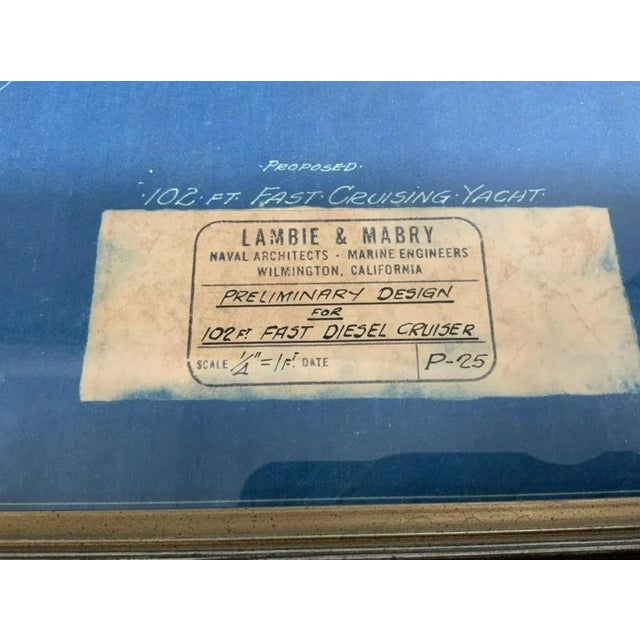 ·PROPOSED·
·102·FT. FAST·CRUISING·YACHT·
LAMBIE & MABRY
NAVAL ARCHITECTS · MARINE ENGINEERS
WILMINGTON, CALIFORNIA
PRELIMINARY DESIGN
FOR
102 FT. FAST DIESEL CRUISER
SCALE 1/4" = 1 FT. DATE
P-25